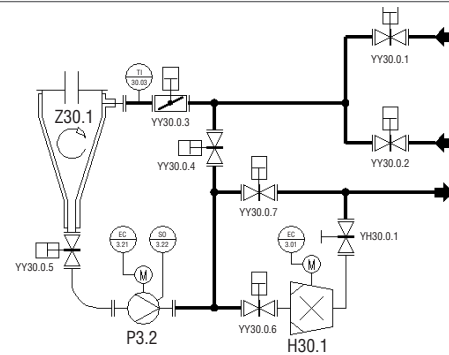 YY30.0.1
TI
30.03
Z30.1
YY30.0.3
YY30.0.4
YY30.0.2
YY30.0.7
EC
3.21
SO
3.22
EC
3.01
YH30.0.1
YY30.0.5
M
M
YY30.0.6
P3.2
H30.1